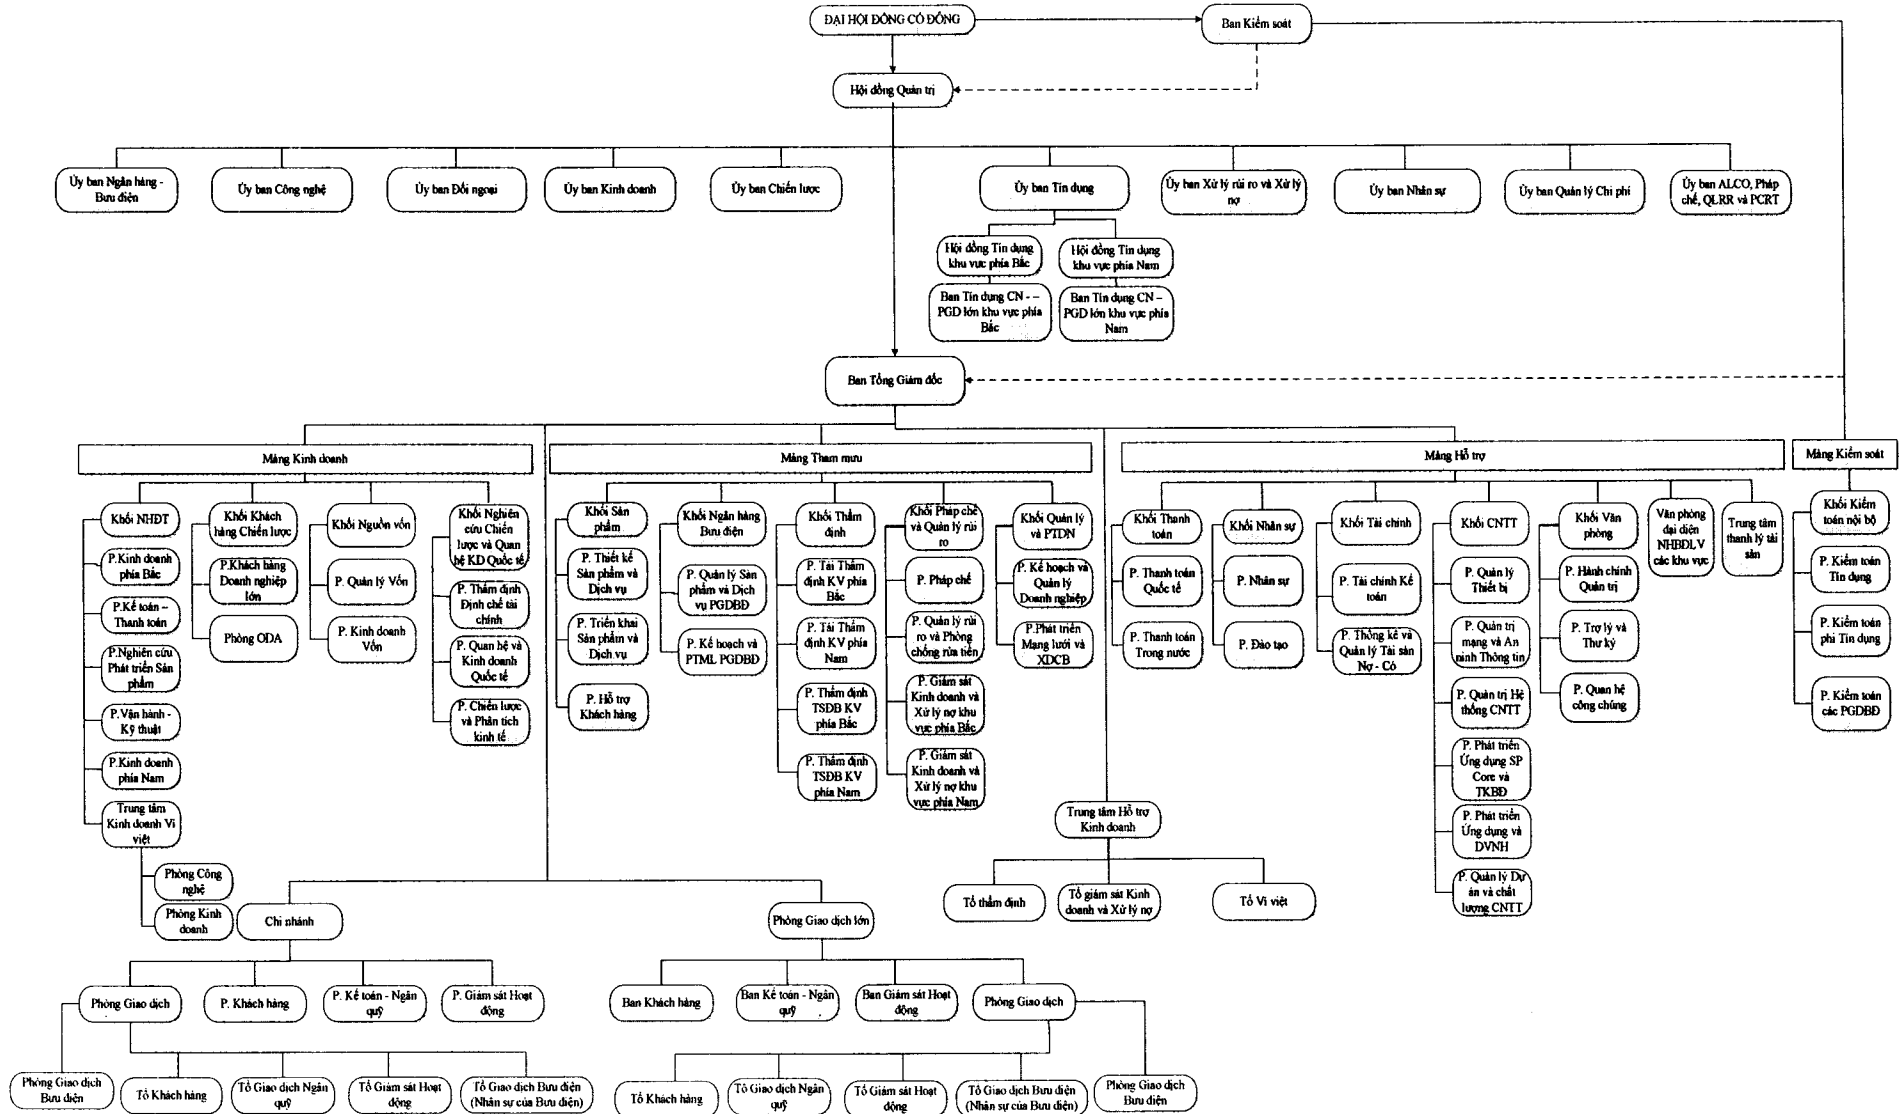 ĐẠI HỘI ĐỒNG CỔ ĐÔNG
Ban Kiểm soát
Hội đồng Quản trị
Ủy ban Ngân hàng -
Bưu điện
Ủy ban Công nghệ
Ủy ban Đối ngoại
Ủy ban Kinh doanh
Ủy ban Chiến lược
Ủy ban Tín dụng
Ủy ban Xử lý rủi ro và Xử lý
nợ
Ủy ban Nhân sự
Ủy ban Quản lý Chi phí
Ủy ban ALCO, Pháp
chế, QLRR và PCRT
Hội đồng Tín dụng
khu vực phía Bắc
Hội đồng Tín dụng
khu vực phía Nam
Ban Tín dụng CN - –
PGD lớn khu vực phía
Bắc
Ban Tín dụng CN –
PGD lớn khu vực phía
Nam
Ban Tổng Giám đốc
Mảng Kinh doanh
Mảng Tham mưu
Mảng Hỗ trợ
Mảng Kiểm soát
Khối NHĐT
P.Kinh doanh
phía Bắc
P.Kế toán –
Thanh toán
P.Nghiên cứu
Phát triển Sản
phẩm
P.Vận hành -
Kỹ thuật
P.Kinh doanh
phía Nam
Trung tâm
Kinh doanh Ví
việt
Phòng Công
nghệ
Phòng Kinh
doanh
Khối Khách
hàng Chiến lược
P.Khách hàng
Doanh nghiệp
lớn
Phòng ODA
Khối Nguồn vốn
P. Quản lý Vốn
P. Kinh doanh
Vốn
Khối Nghiên
cứu Chiến
lược và Quan
hệ KD Quốc tế
P. Thẩm định
Định chế tài
chính
P. Quan hệ và
Kinh doanh
Quốc tế
P. Chiến lược
và Phân tích
kinh tế
Khối Sản
phẩm
P. Thiết kế
Sản phẩm và
Dịch vụ
P. Triển khai
Sản phẩm và
Dịch vụ
P. Hỗ trợ
Khách hàng
Khối Ngân hàng
Bưu điện
P. Quản lý Sản
phẩm và Dịch
vụ PGDBĐ
P. Kế hoạch và
PTML PGDBĐ
Khối Thẩm
định
P. Tái Thẩm
định KV phía
Bắc
P. Tái Thẩm
định KV phía
Nam
P. Thẩm định
TSĐB KV
phía Bắc
P. Thẩm định
TSĐB KV
phía Nam
Khối Pháp chế
và Quản lý rủi
ro
P. Pháp chế
P. Quản lý rủi
ro và Phòng
chống rửa tiền
P. Giám sát
Kinh doanh và
Xử lý nợ khu
vực phía Bắc
P. Giám sát
Kinh doanh và
Xử lý nợ khu
vực phía Nam
Khối Quản lý
và PTDN
P. Kế hoạch và
Quản lý
Doanh nghiệp
P.Phát triển
Mạng lưới và
XDCB
Khối Thanh
toán
P. Thanh toán
Quốc tế
P. Thanh toán
Trong nước
Khối Nhân sự
P. Nhân sự
P. Đào tạo
Khối Tài chính
P. Tài chính Kế
toán
P. Thống kê và
Quản lý Tài sản
Nợ - Có
Khối CNTT
P. Quản lý
Thiết bị
P. Quản trị
mạng và An
ninh Thông tin
P. Quản trị Hệ
thống CNTT
P. Phát triển
Ứng dụng SP
Core và
TKBĐ
P. Phát triển
Ứng dụng và
DVNH
P. Quản lý Dự
án và chất
lượng CNTT
Khối Văn
phòng
P. Hành chính
Quản trị
P. Trợ lý và
Thư ký
P. Quan hệ
công chúng
Văn phòng
đại diện
NHBĐLV
các khu vực
Trung tâm
thanh lý tài
sản
Khối Kiểm
toán nội bộ
P. Kiểm toán
Tín dụng
P. Kiểm toán
phi Tín dụng
P. Kiểm toán
các PGDBĐ
Trung tâm Hỗ trợ
Kinh doanh
Tổ thẩm định
Tổ giám sát Kinh
doanh và Xử lý nợ
Tổ Ví việt
Chi nhánh
Phòng Giao dịch lớn
Phòng Giao dịch
P. Khách hàng
P. Kế toán - Ngân
quỹ
P. Giám sát Hoạt
động
Ban Khách hàng
Ban Kế toán - Ngân
quỹ
Ban Giám sát Hoạt
động
Phòng Giao dịch
Phòng Giao dịch
Bưu điện
Tổ Khách hàng
Tổ Giao dịch Ngân
quỹ
Tổ Giám sát Hoạt
động
Tổ Giao dịch Bưu điện
(Nhân sự của Bưu điện)
Tổ Khách hàng
Tổ Giao dịch Ngân
quỹ
Tổ Giám sát Hoạt
động
Tổ Giao dịch Bưu điện
(Nhân sự của Bưu điện)
Phòng Giao dịch
Bưu điện